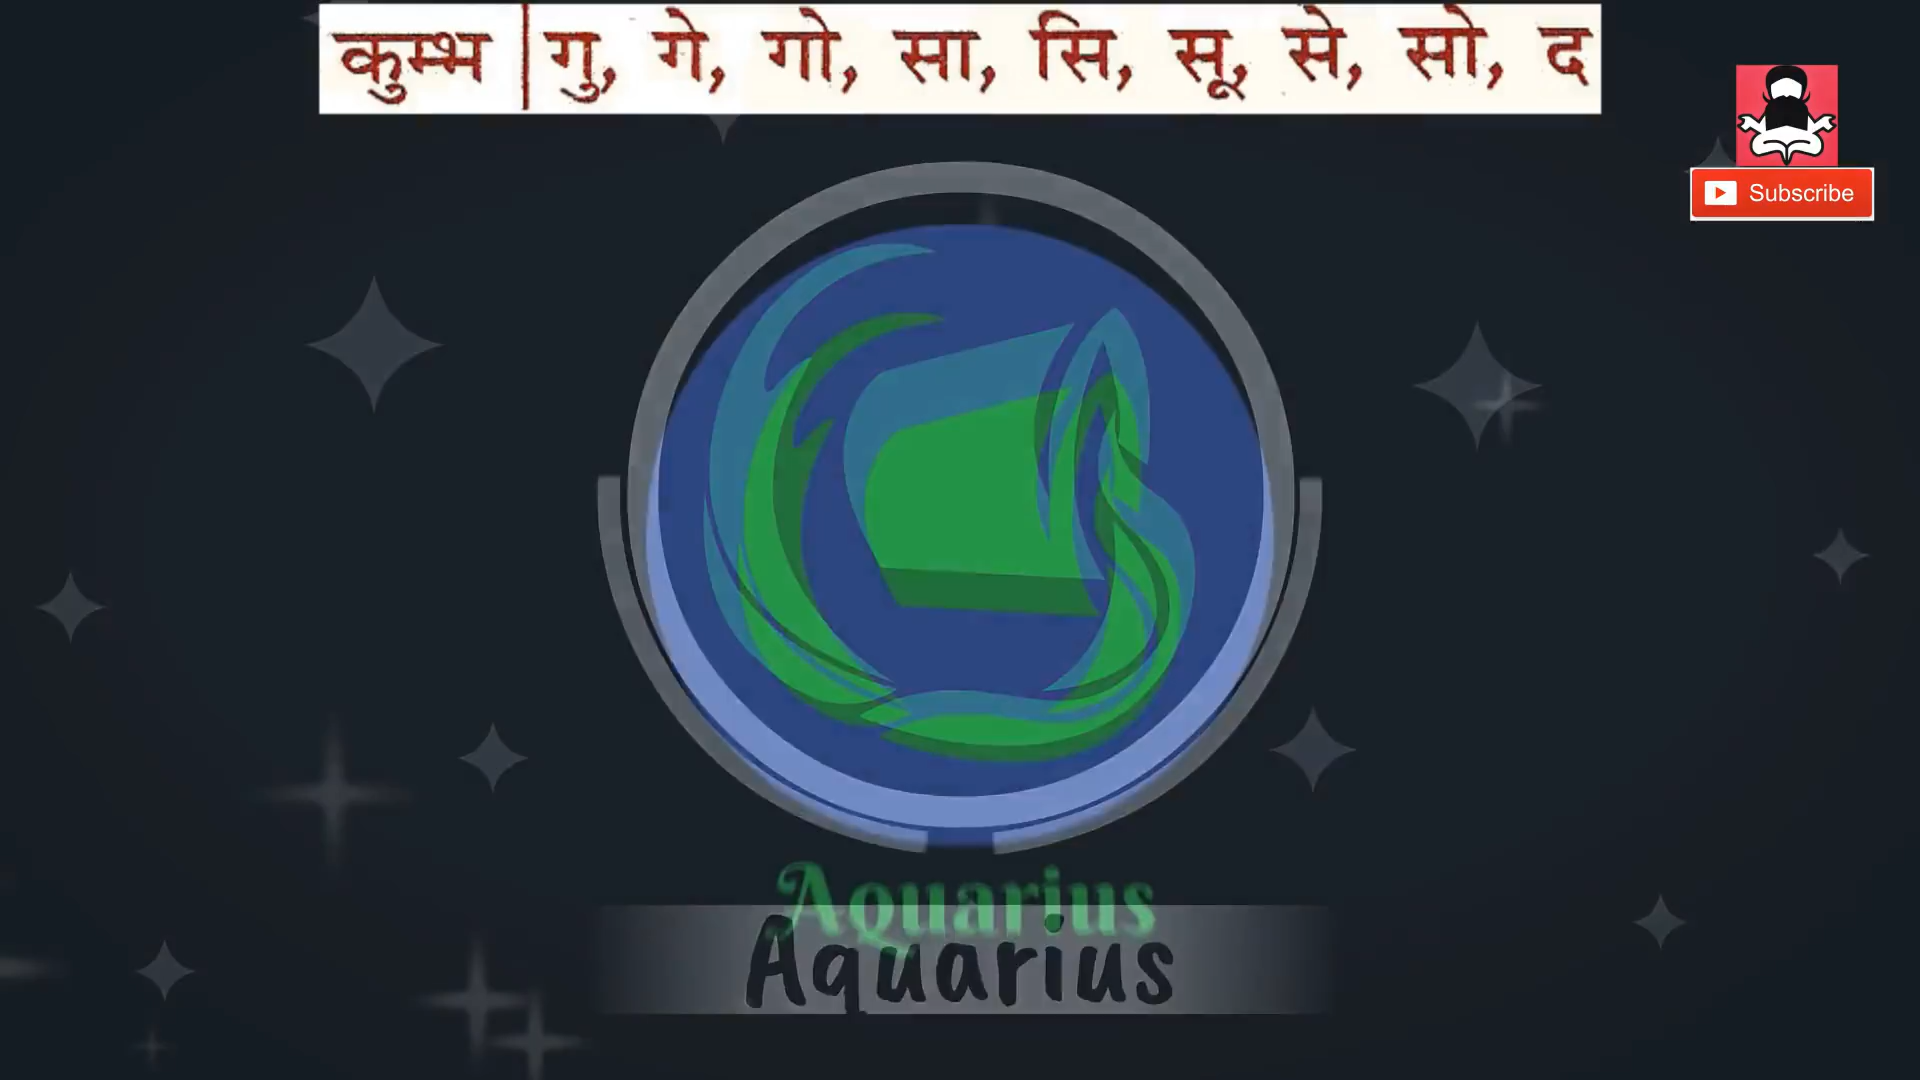 कुम्भ | गु, गे, गो, सा, सि, सू, से, सो, द
Subscribe
Aquarius
Aquarius